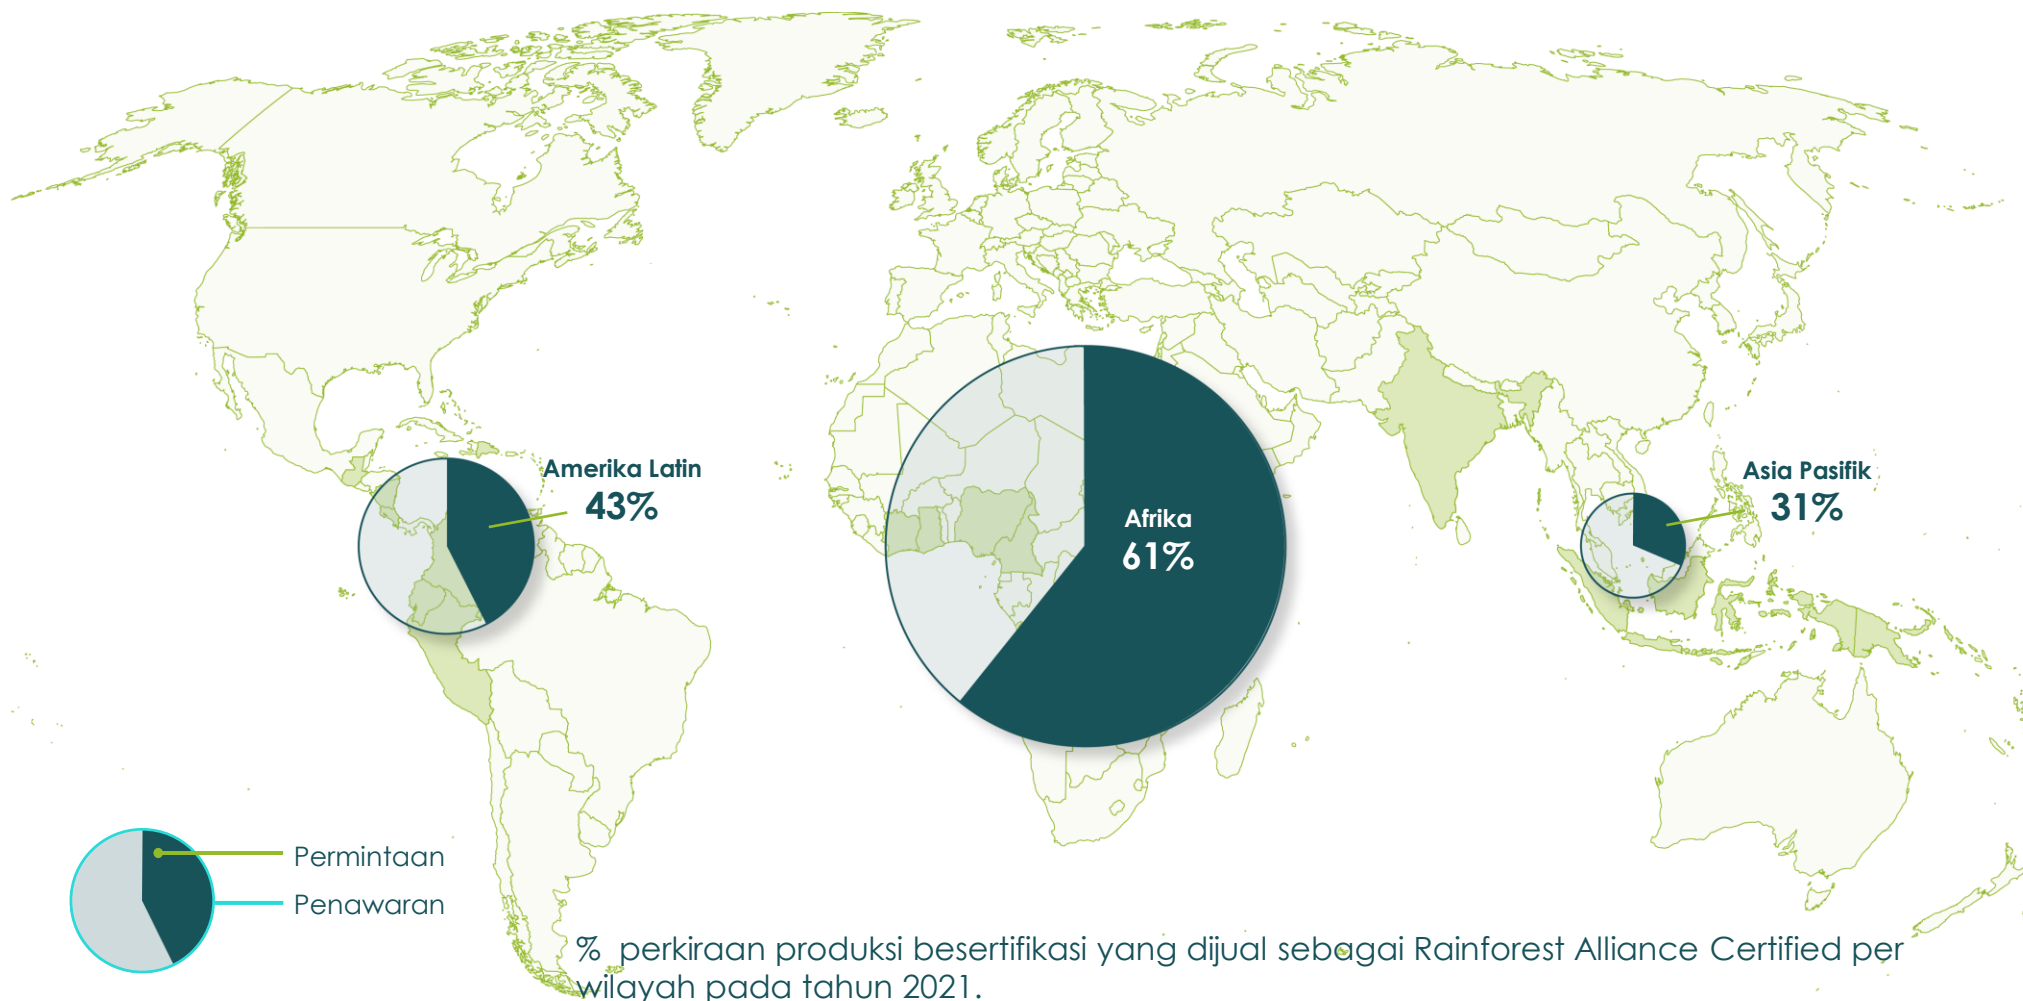 Amerika Latin
43%
Afrika
61%
Asia Pasifik
31%
Permintaan
Penawaran
% perkiraan produksi besertifikasi yang dijual sebagai Rainforest Alliance Certified per
wilayah pada tahun 2021.